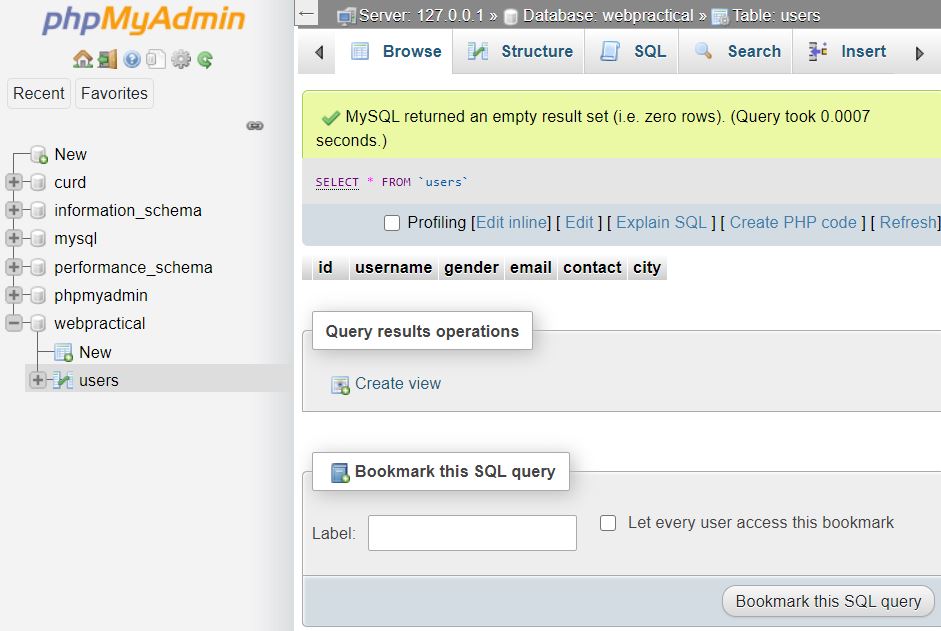 phpMyAdmin
Recent
Favorites
New
curd
information_schema
mysql
performance_schema
phpmyadmin
webpractical
New
users
Server: 127.0.0.1 » Database: webpractical » Table: users
Browse
Structure
SQL
Search
Insert
MySQL returned an empty result set (i.e. zero rows). (Query took 0.0007
seconds.)
SELECT * FROM `users`
Profiling [Edit inline] [ Edit ] [ Explain SQL ] [ Create PHP code ] [ Refresh]
id username gender email contact city
Query results operations
Create view
Bookmark this SQL query
Label:
Let every user access this bookmark
Bookmark this SQL query